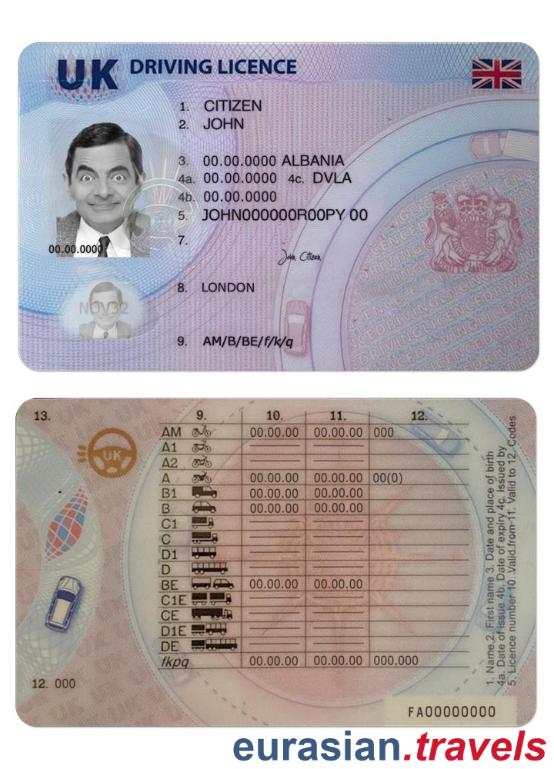 UK DRIVING LICENCE
1. CITIZEN
2. JOHN
3. 00.00.0000 ALBANIA
4a. 00.00.0000 4c. DVLA
4b. 00.00.0000
5. JOHN000000R00PY 00
00.00.0000
7.
John Citizen
8. LONDON
NOV32
9. AM/B/BE/f/k/q
13.
9. 10. 11. 12.
UK
AM 00.00.00 00.00.00 000
A1
A2
A 00.00.00 00.00.00 00(0)
B1 00.00.00 00.00.00
B 00.00.00 00.00.00
C1
C
D1
D
BE 00.00.00 00.00.00
C1E
CE
D1E
DE
fkpq 00.00.00 00.00.00 000.000
1. Name 2. First name 3. Date and place of birth
4a. Date of issue 4b. Date of expiry 4c. Issued by
5. Licence number 10. Valid from 11. Valid to 12. Codes
12. 000
FA00000000
eurasian.travels